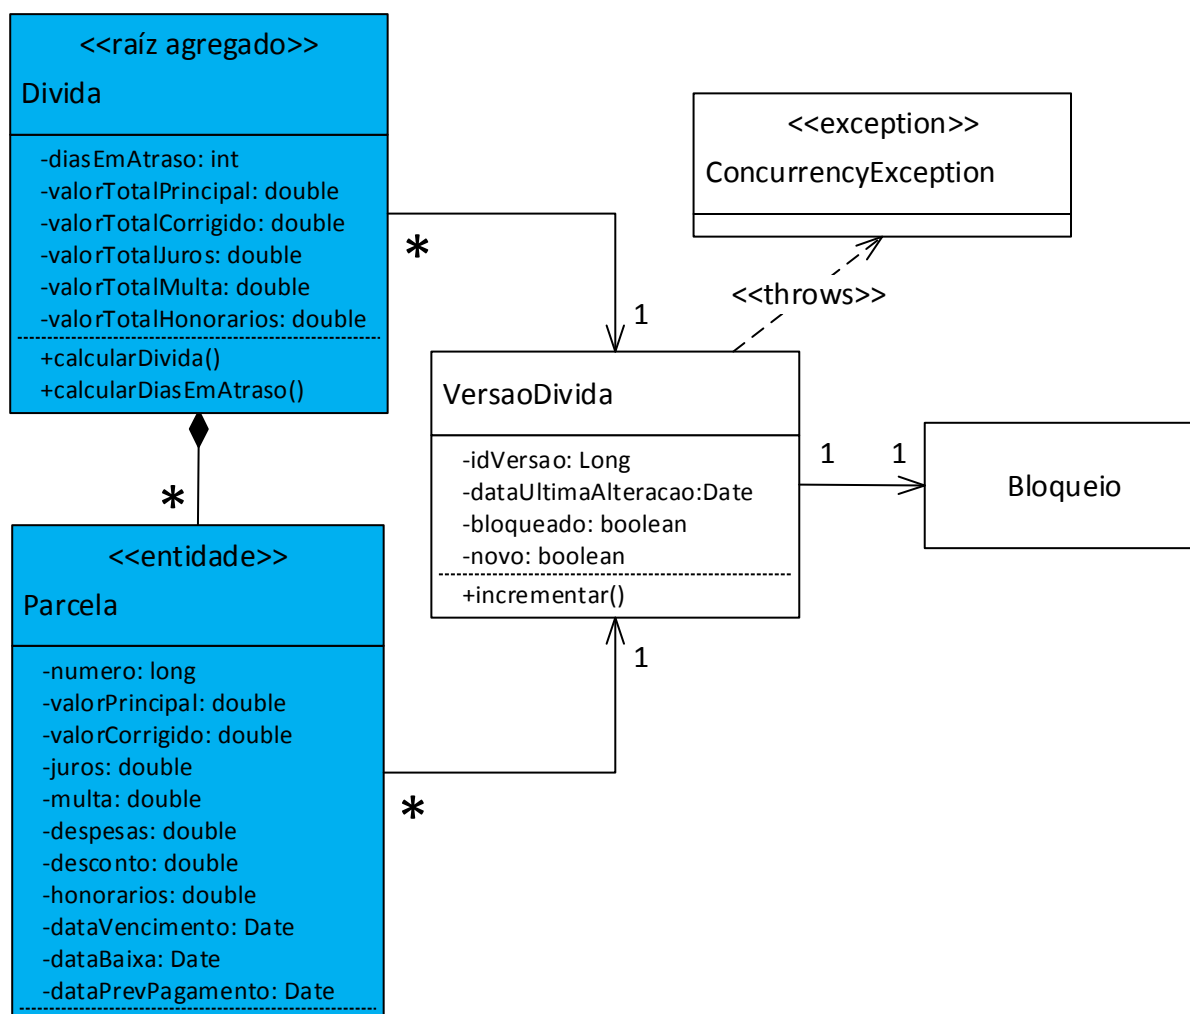 <<raíz agregado>>
Divida
-diasEmAtraso: int
-valorTotalPrincipal: double
-valorTotalCorrigido: double
-valorTotalJuros: double
-valorTotalMulta: double
-valorTotalHonorarios: double
+calcularDivida()
+calcularDiasEmAtraso()
*
1
<<exception>>
ConcurrencyException
<<throws>>
VersaoDivida
-idVersao: Long
-dataUltimaAlteracao:Date
-bloqueado: boolean
-novo: boolean
+incrementar()
1
1
Bloqueio
*
<<entidade>>
Parcela
-numero: long
-valorPrincipal: double
-valorCorrigido: double
-juros: double
-multa: double
-despesas: double
-desconto: double
-honorarios: double
-dataVencimento: Date
-dataBaixa: Date
-dataPrevPagamento: Date
1
*